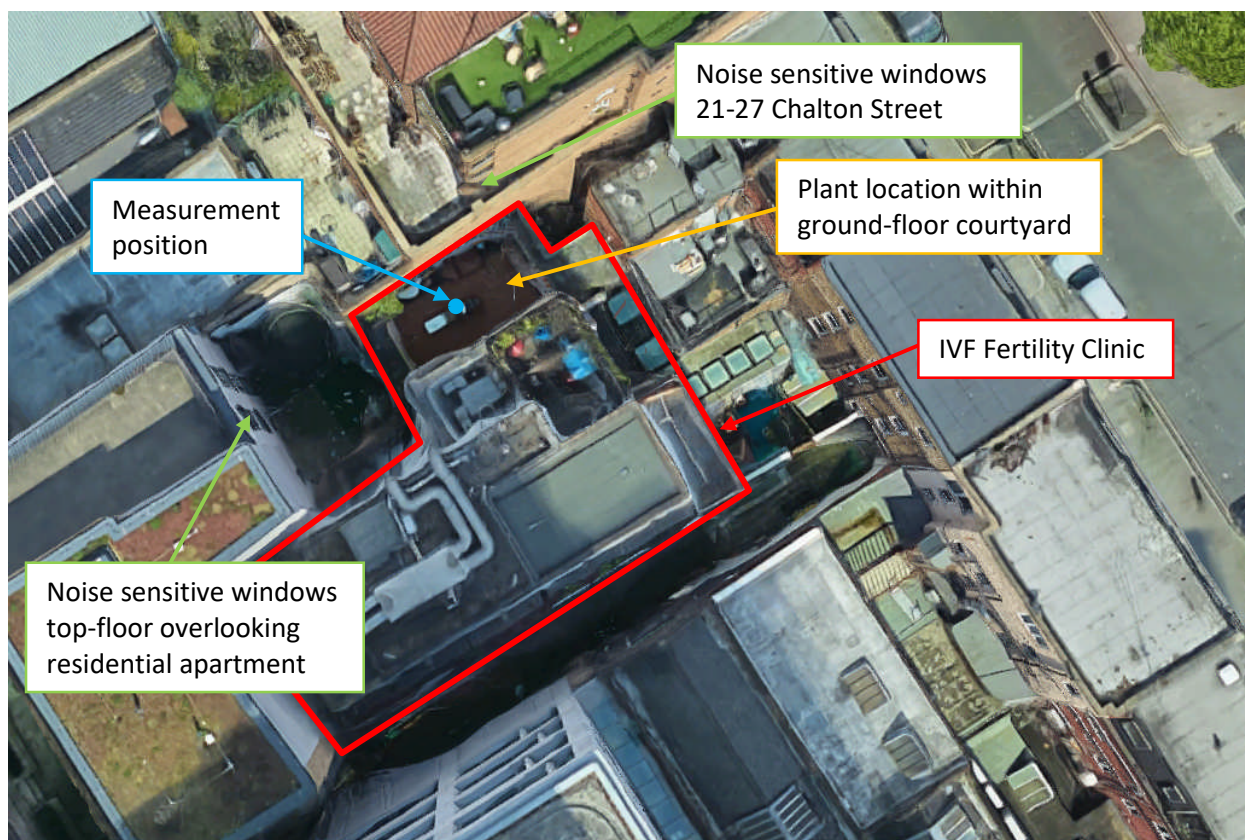 Noise sensitive windows
21-27 Chalton Street
Measurement
position
Plant location within
ground-floor courtyard
IVF Fertility Clinic
Noise sensitive windows
top-floor overlooking
residential apartment